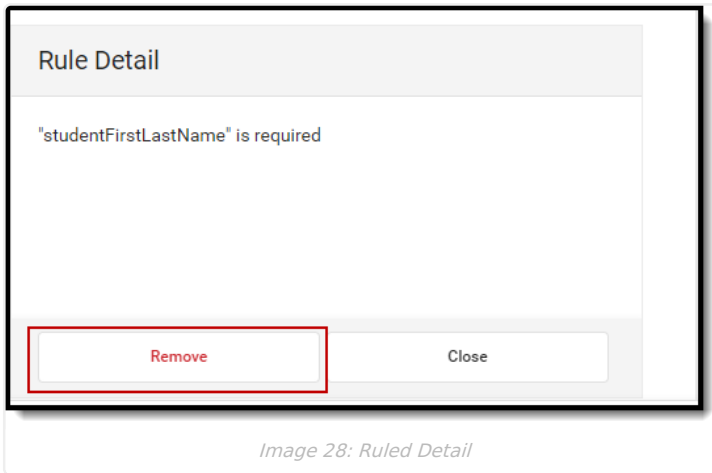 Rule Detail
"studentFirstLastName" is required
Remove Close
Image 28: Ruled Detail